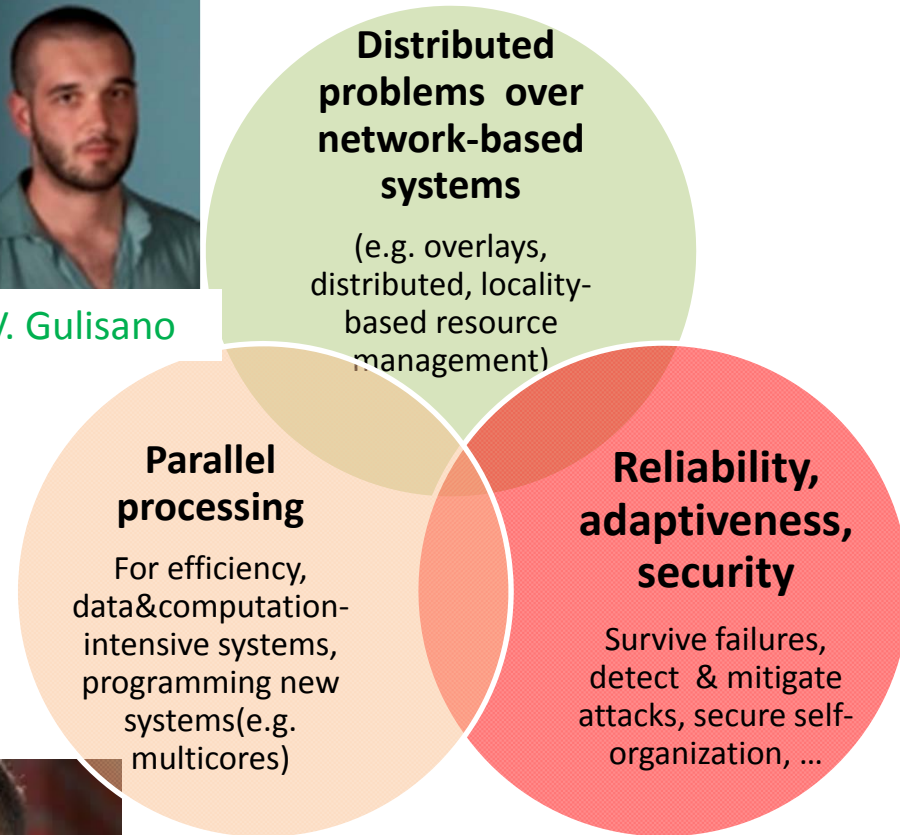 Distributed
problems over
network-based
systems
(e.g. overlays,
distributed, locality-
based resource
management)
V. Gulisano
Parallel
processing
For efficiency,
data&computation-
intensive systems,
programming new
systems(e.g.
multicores)
Reliability,
adaptiveness,
security
Survive failures,
detect & mitigate
attacks, secure self-
organization, ...